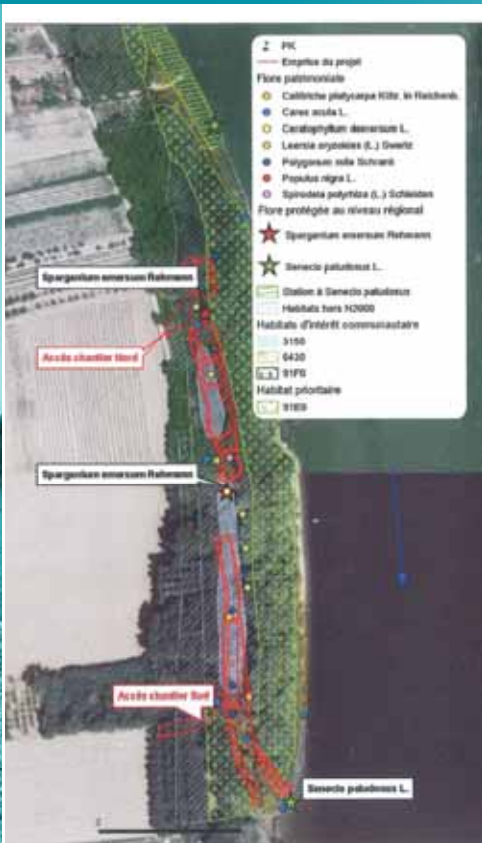 PK
Emprise du projet
Flore patrimoniale
Callitriche platycarpa Kütz. in Reichenb.
Carex acuta L.
Ceratophyllum demersum L.
Leersia oryzoides (L.) Swartz
Polygonum mite Schrank
Populus nigra L.
Spirodela polyrhiza (L.) Schleiden
Flore protégée au niveau régional
Sparganium emersum Rehmann
Senecio paludosus L.
Station à Senecio paludosus
Habitats hors N2000
Habitats d'intérêt communautaire
3150
6430
91F0
Habitat prioritaire
91E0
Sparganium emersum Rehmann
Accès chantier Nord
Sparganium emersum Rehmann
Accès chantier Sud
Senecio paludosus L.